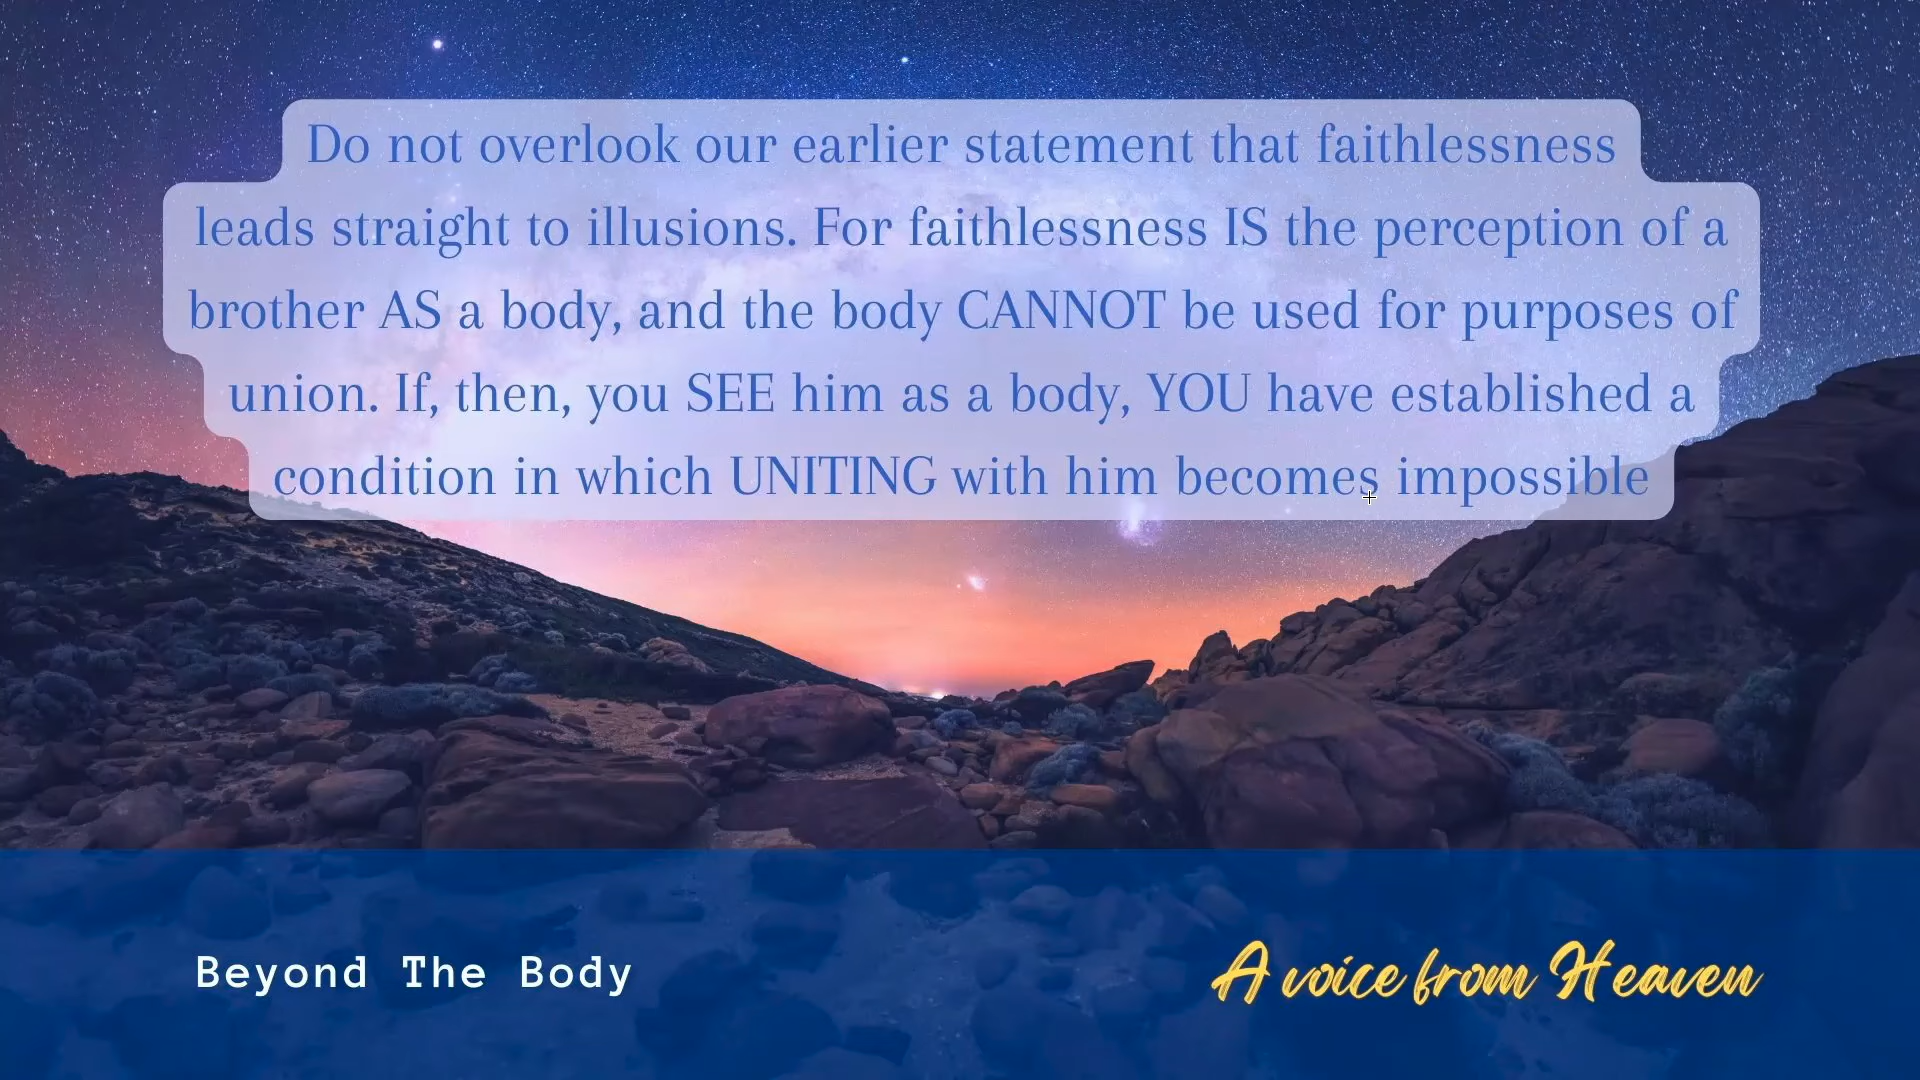 Do not overlook our earlier statement that faithlessness
leads straight to illusions. For faithlessness IS the perception of a
brother AS a body, and the body CANNOT be used for purposes of
union. If, then, you SEE him as a body, YOU have established a
condition in which UNITING with him becomes impossible
Beyond The Body
A voice from Heaven